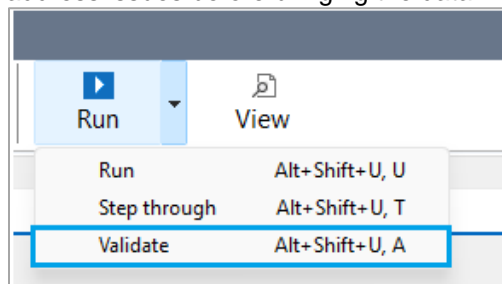 Run
View
Run Alt+Shift+U, U
Step through Alt+Shift+U, T
Validate Alt+Shift+U, A